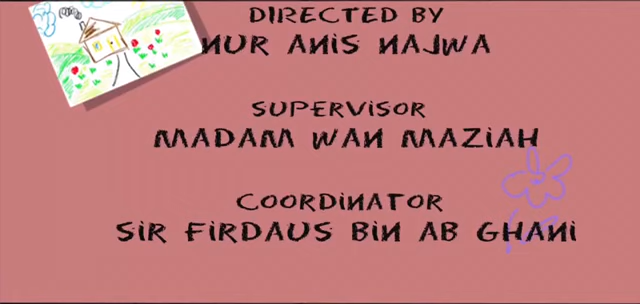 DIRECTED BY
NUR ANIS NAJWA
SUPERVISOR
MADAM WAN MAZIAH
COORDINATOR
SIR FIRDAUS BIN AB GHANI